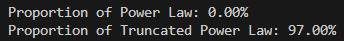 Proportion of Power Law: 0.00%
Proportion of Truncated Power Law: 97.00%